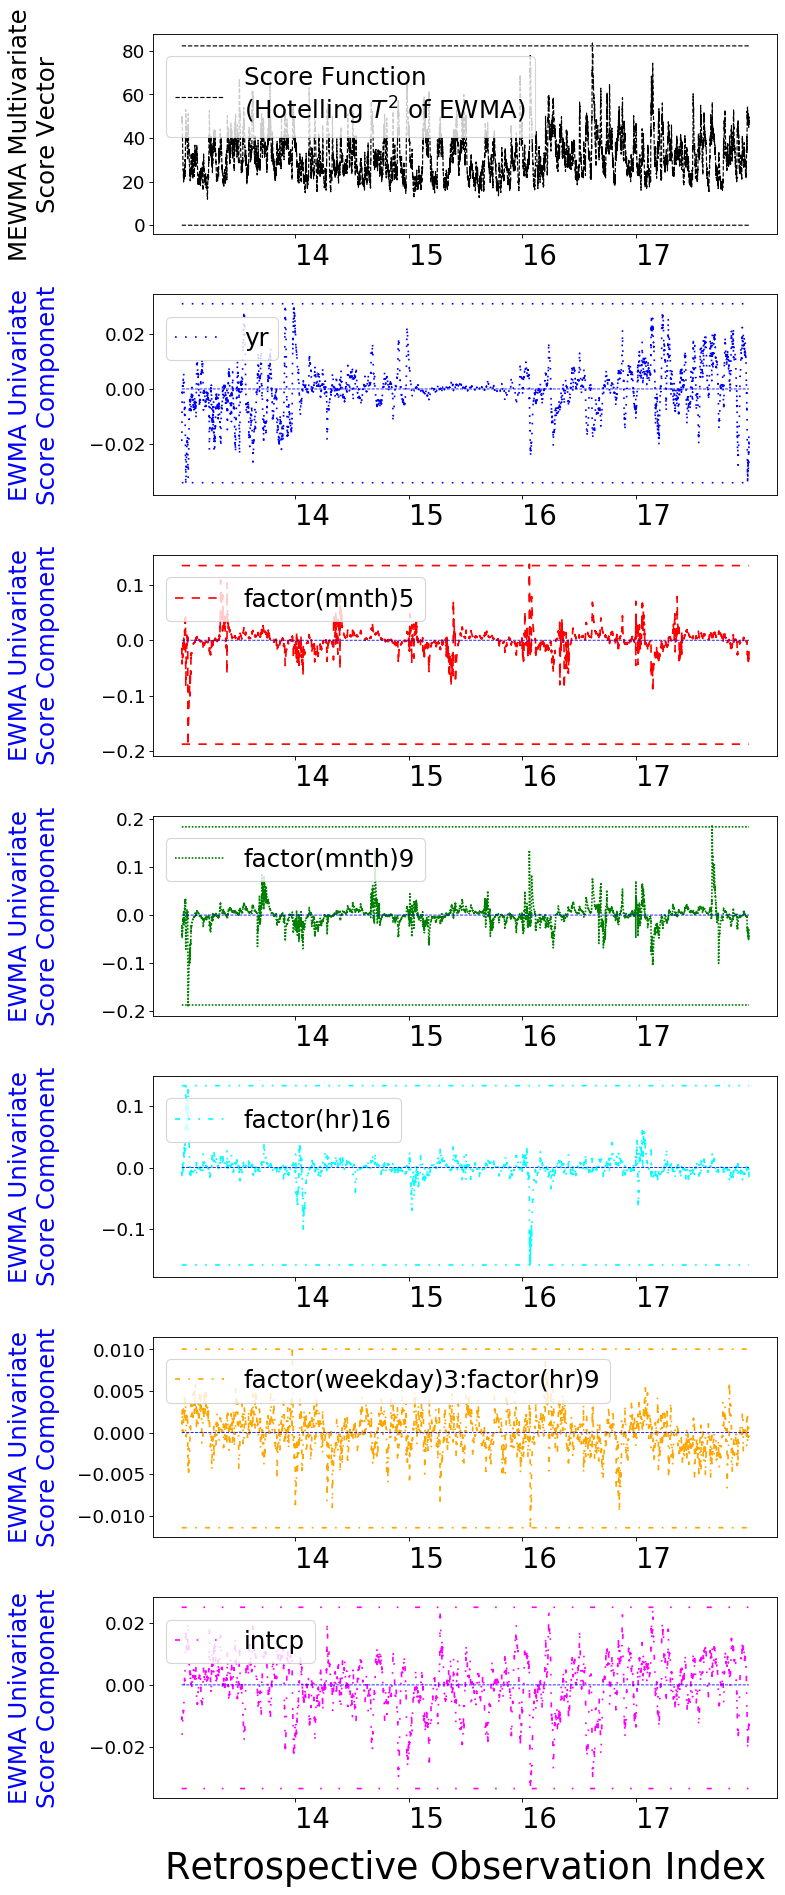 MEWMA Multivariate
Score Vector
80
60
40
20
0
Score Function
(Hotelling T² of EWMA)
14 15 16 17
EWMA Univariate
Score Component
0.02
0.00
−0.02
yr
14 15 16 17
EWMA Univariate
Score Component
0.1
0.0
−0.1
−0.2
factor(mnth)5
14 15 16 17
EWMA Univariate
Score Component
0.2
0.1
0.0
−0.1
−0.2
factor(mnth)9
14 15 16 17
EWMA Univariate
Score Component
0.1
0.0
−0.1
factor(hr)16
14 15 16 17
EWMA Univariate
Score Component
0.010
0.005
0.000
−0.005
−0.010
factor(weekday)3:factor(hr)9
14 15 16 17
EWMA Univariate
Score Component
0.02
0.00
−0.02
intcp
14 15 16 17
Retrospective Observation Index